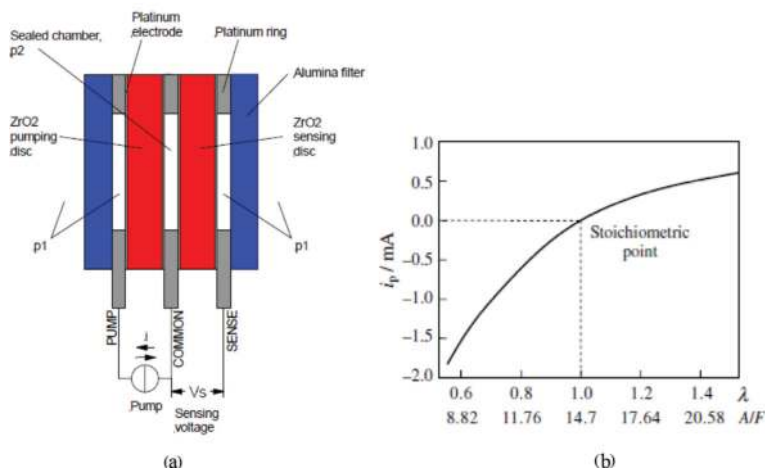 Platinum
electrode
Sealed chamber,
p2
Platinum ring
Alumina filter
ZrO2
pumping
disc
ZrO2
sensing
disc
p1
p1
PUMP
COMMON
SENSE
i
Vs
Pump
Sensing
voltage
(a)
1.0
0.5
0.0
−0.5
−1.0
−1.5
−2.0
ip / mA
Stoichiometric
point
0.6 0.8 1.0 1.2 1.4 λ
8.82 11.76 14.7 17.64 20.58 A/F
(b)